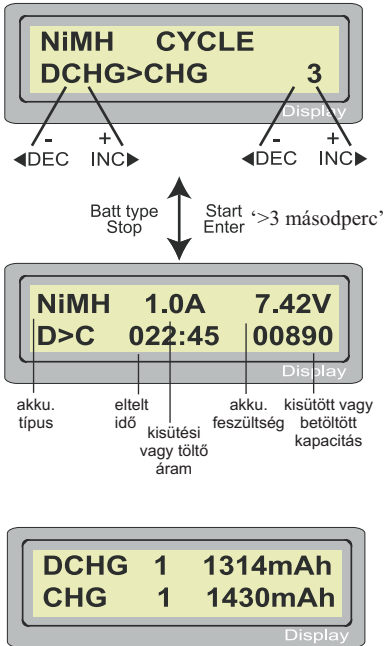 NiMH CYCLE
DCHG>CHG 3
Display
- + - +
◀DEC INC▶ ◀DEC INC▶
Batt type Start
Stop Enter ‘>3 másodperc’
NiMH 1.0A 7.42V
D>C 022:45 00890
Display
akku. típus
eltelt idő
kisütési vagy töltő áram
akku. feszültség
kisütött vagy betöltött kapacitás
DCHG 1 1314mAh
CHG 1 1430mAh
Display